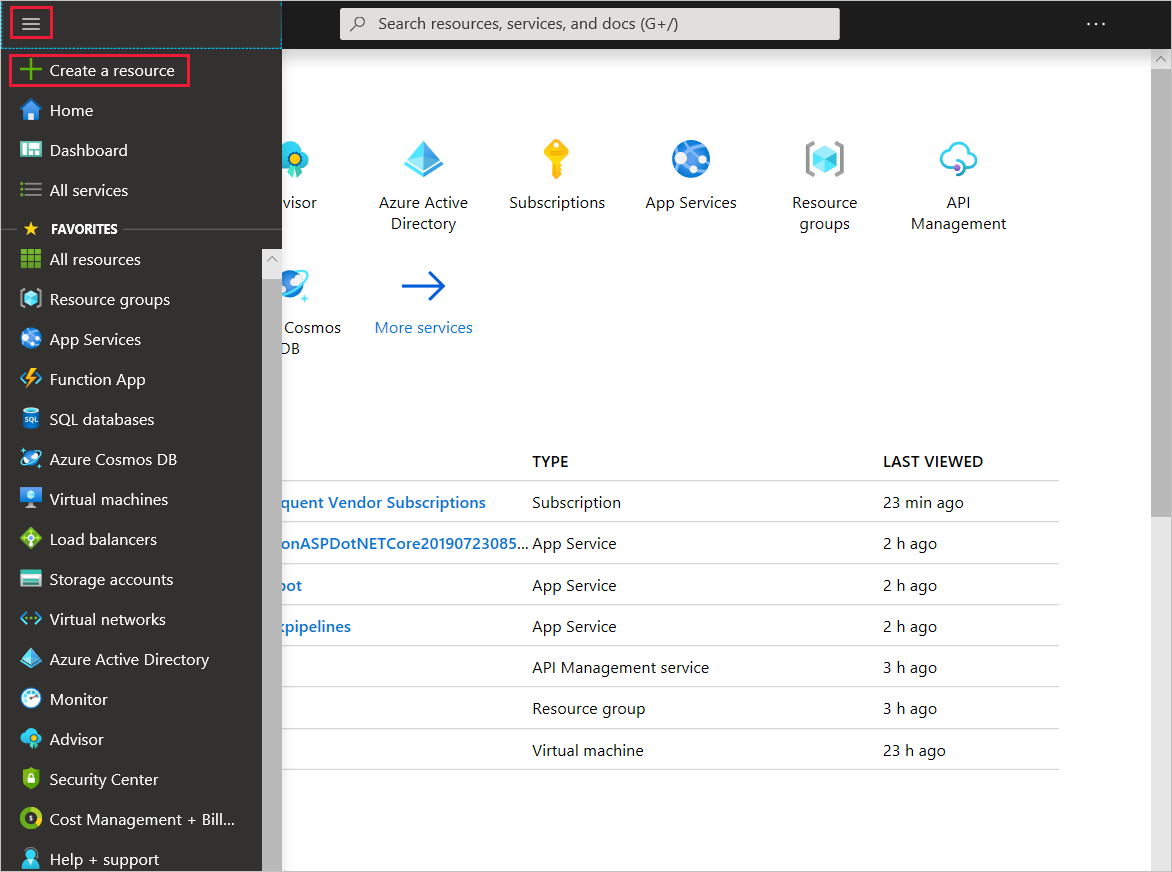 Search resources, services, and docs (G+/)
Create a resource
Home
Dashboard
All services
FAVORITES
All resources
Resource groups
App Services
Function App
SQL databases
Azure Cosmos DB
Virtual machines
Load balancers
Storage accounts
Virtual networks
Azure Active Directory
Monitor
Advisor
Security Center
Cost Management + Bill...
Help + support
visor
Azure Active
Directory
Subscriptions
App Services
Resource
groups
API
Management
Cosmos
DB
More services
TYPE LAST VIEWED
quent Vendor Subscriptions Subscription 23 min ago
onASPDotNETCore20190723085... App Service 2 h ago
bot App Service 2 h ago
kpipelines App Service 2 h ago
API Management service 3 h ago
Resource group 3 h ago
Virtual machine 23 h ago